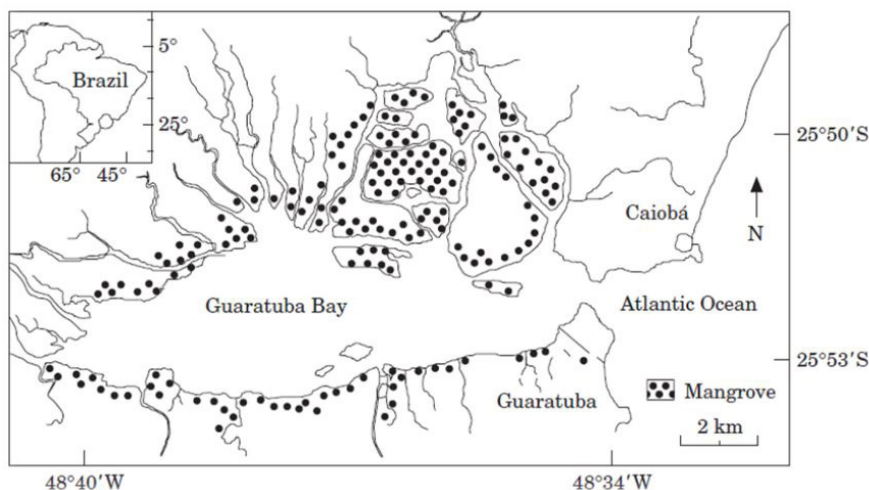 Brazil
5°
25°
65° 45°
25°50′S
Caiobá
N
Guaratuba Bay
Atlantic Ocean
25°53′S
Mangrove
Guaratuba
2 km
48°40′W
48°34′W